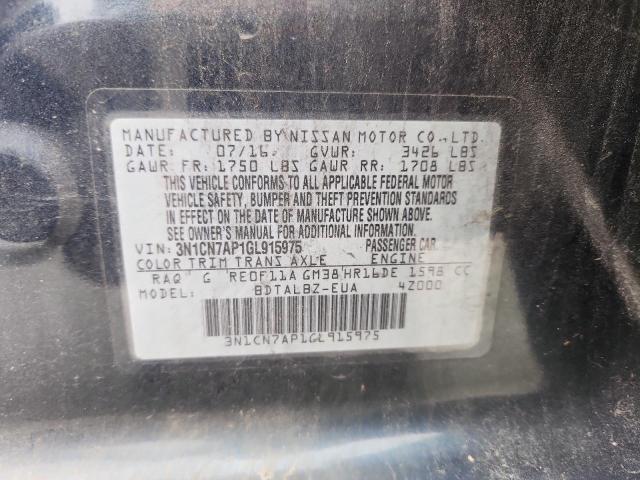 MANUFACTURED BY NISSAN MOTOR CO., LTD.
DATE: 07/16 GVWR: 3426 LBS
GAWR FR: 1750 LBS GAWR RR: 1708 LBS
THIS VEHICLE CONFORMS TO ALL APPLICABLE FEDERAL MOTOR
VEHICLE SAFETY, BUMPER AND THEFT PREVENTION STANDARDS
IN EFFECT ON THE DATE OF MANUFACTURE SHOWN ABOVE.
SEE OWNER'S MANUAL FOR ADDITIONAL INFORMATION.
VIN: 3N1CN7AP1GL915975 PASSENGER CAR
COLOR TRIM TRANS AXLE ENGINE
RAQ G RE0F11A GM38 HR16DE 1598 CC
MODEL: BDTALBZ-EUA 4Z000
3N1CN7AP1GL915975